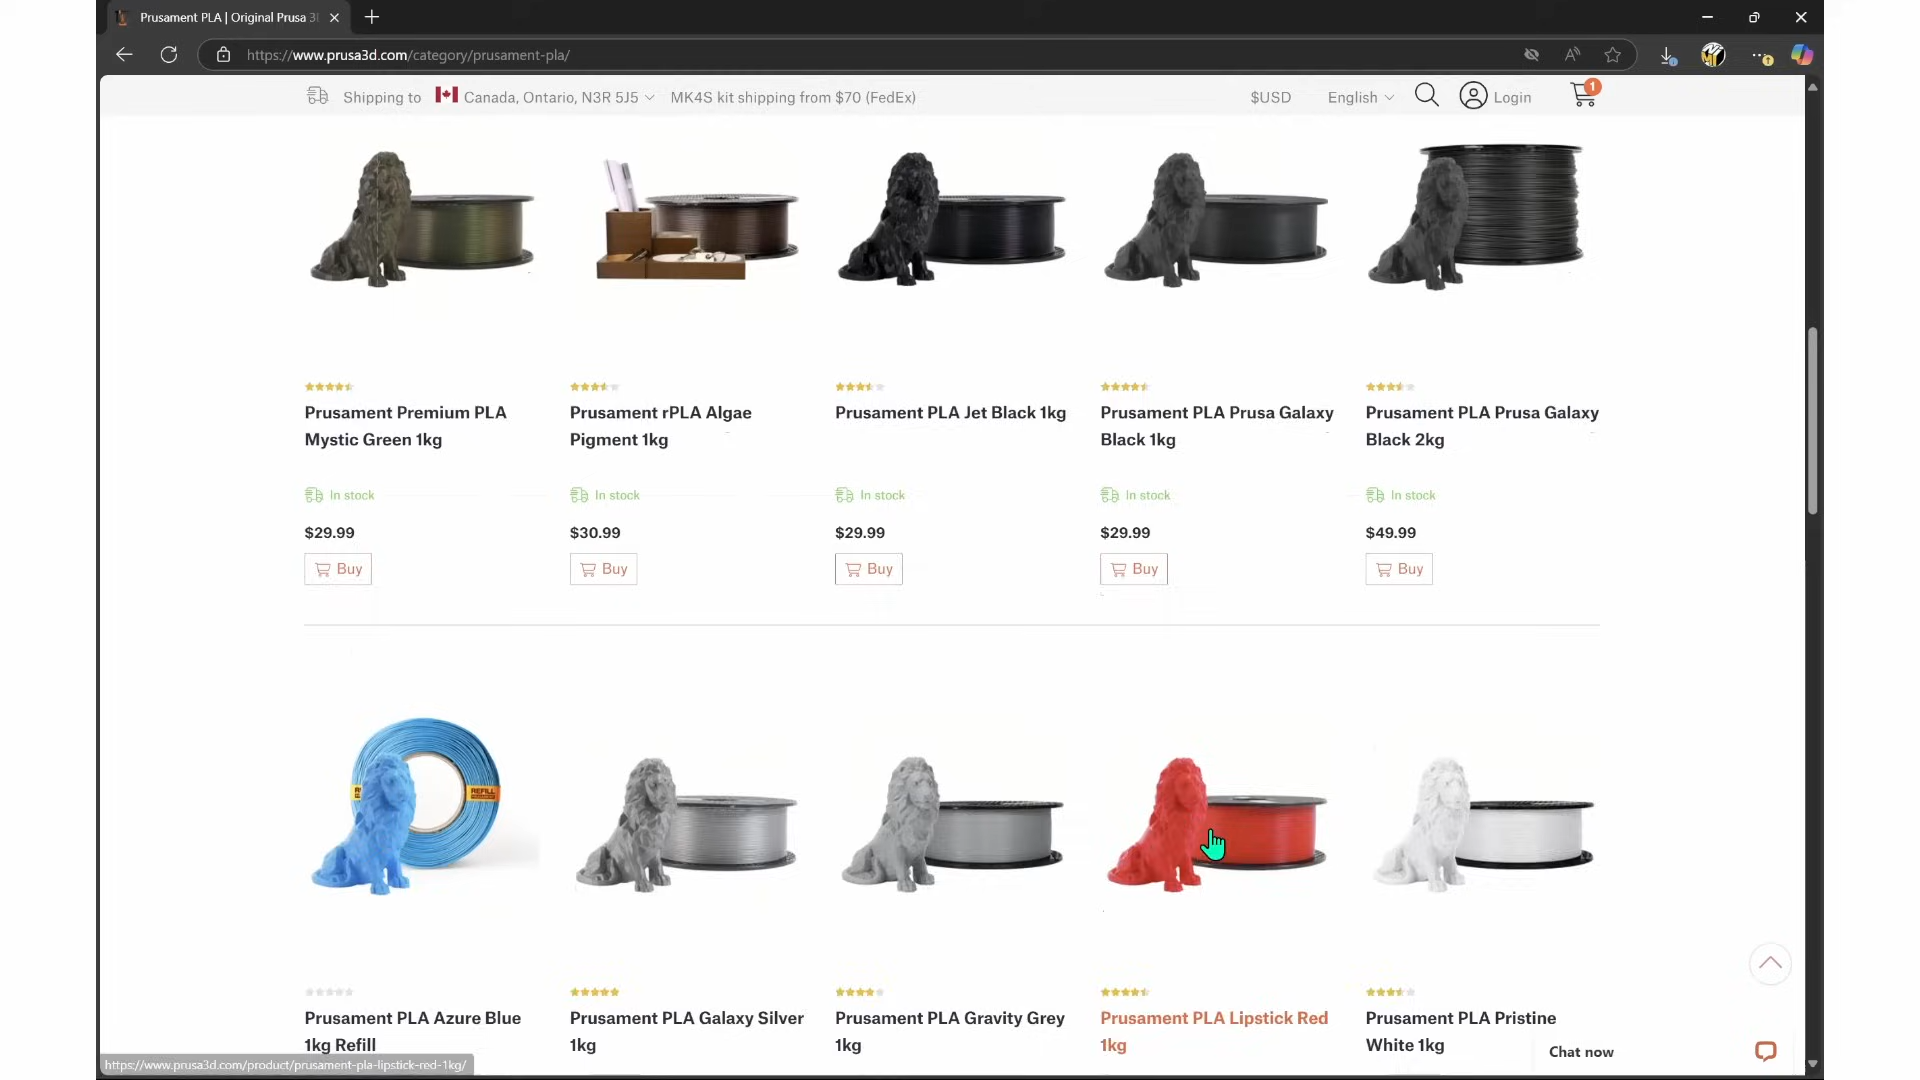 Prusament PLA | Original Prusa 3
https://www.prusa3d.com/category/prusament-pla/
Shipping to Canada, Ontario, N3R 5J5 MK4S kit shipping from $70 (FedEx) $USD English Login 1
Prusament Premium PLA
Mystic Green 1kg
In stock
$29.99
Buy
Prusament rPLA Algae
Pigment 1kg
In stock
$30.99
Buy
Prusament PLA Jet Black 1kg
In stock
$29.99
Buy
Prusament PLA Prusa Galaxy
Black 1kg
In stock
$29.99
Buy
Prusament PLA Prusa Galaxy
Black 2kg
In stock
$49.99
Buy
REFILL
Prusament PLA Azure Blue
1kg Refill
Prusament PLA Galaxy Silver
1kg
Prusament PLA Gravity Grey
1kg
Prusament PLA Lipstick Red
1kg
Prusament PLA Pristine
White 1kg
Chat now
https://www.prusa3d.com/product/prusament-pla-lipstick-red-1kg/